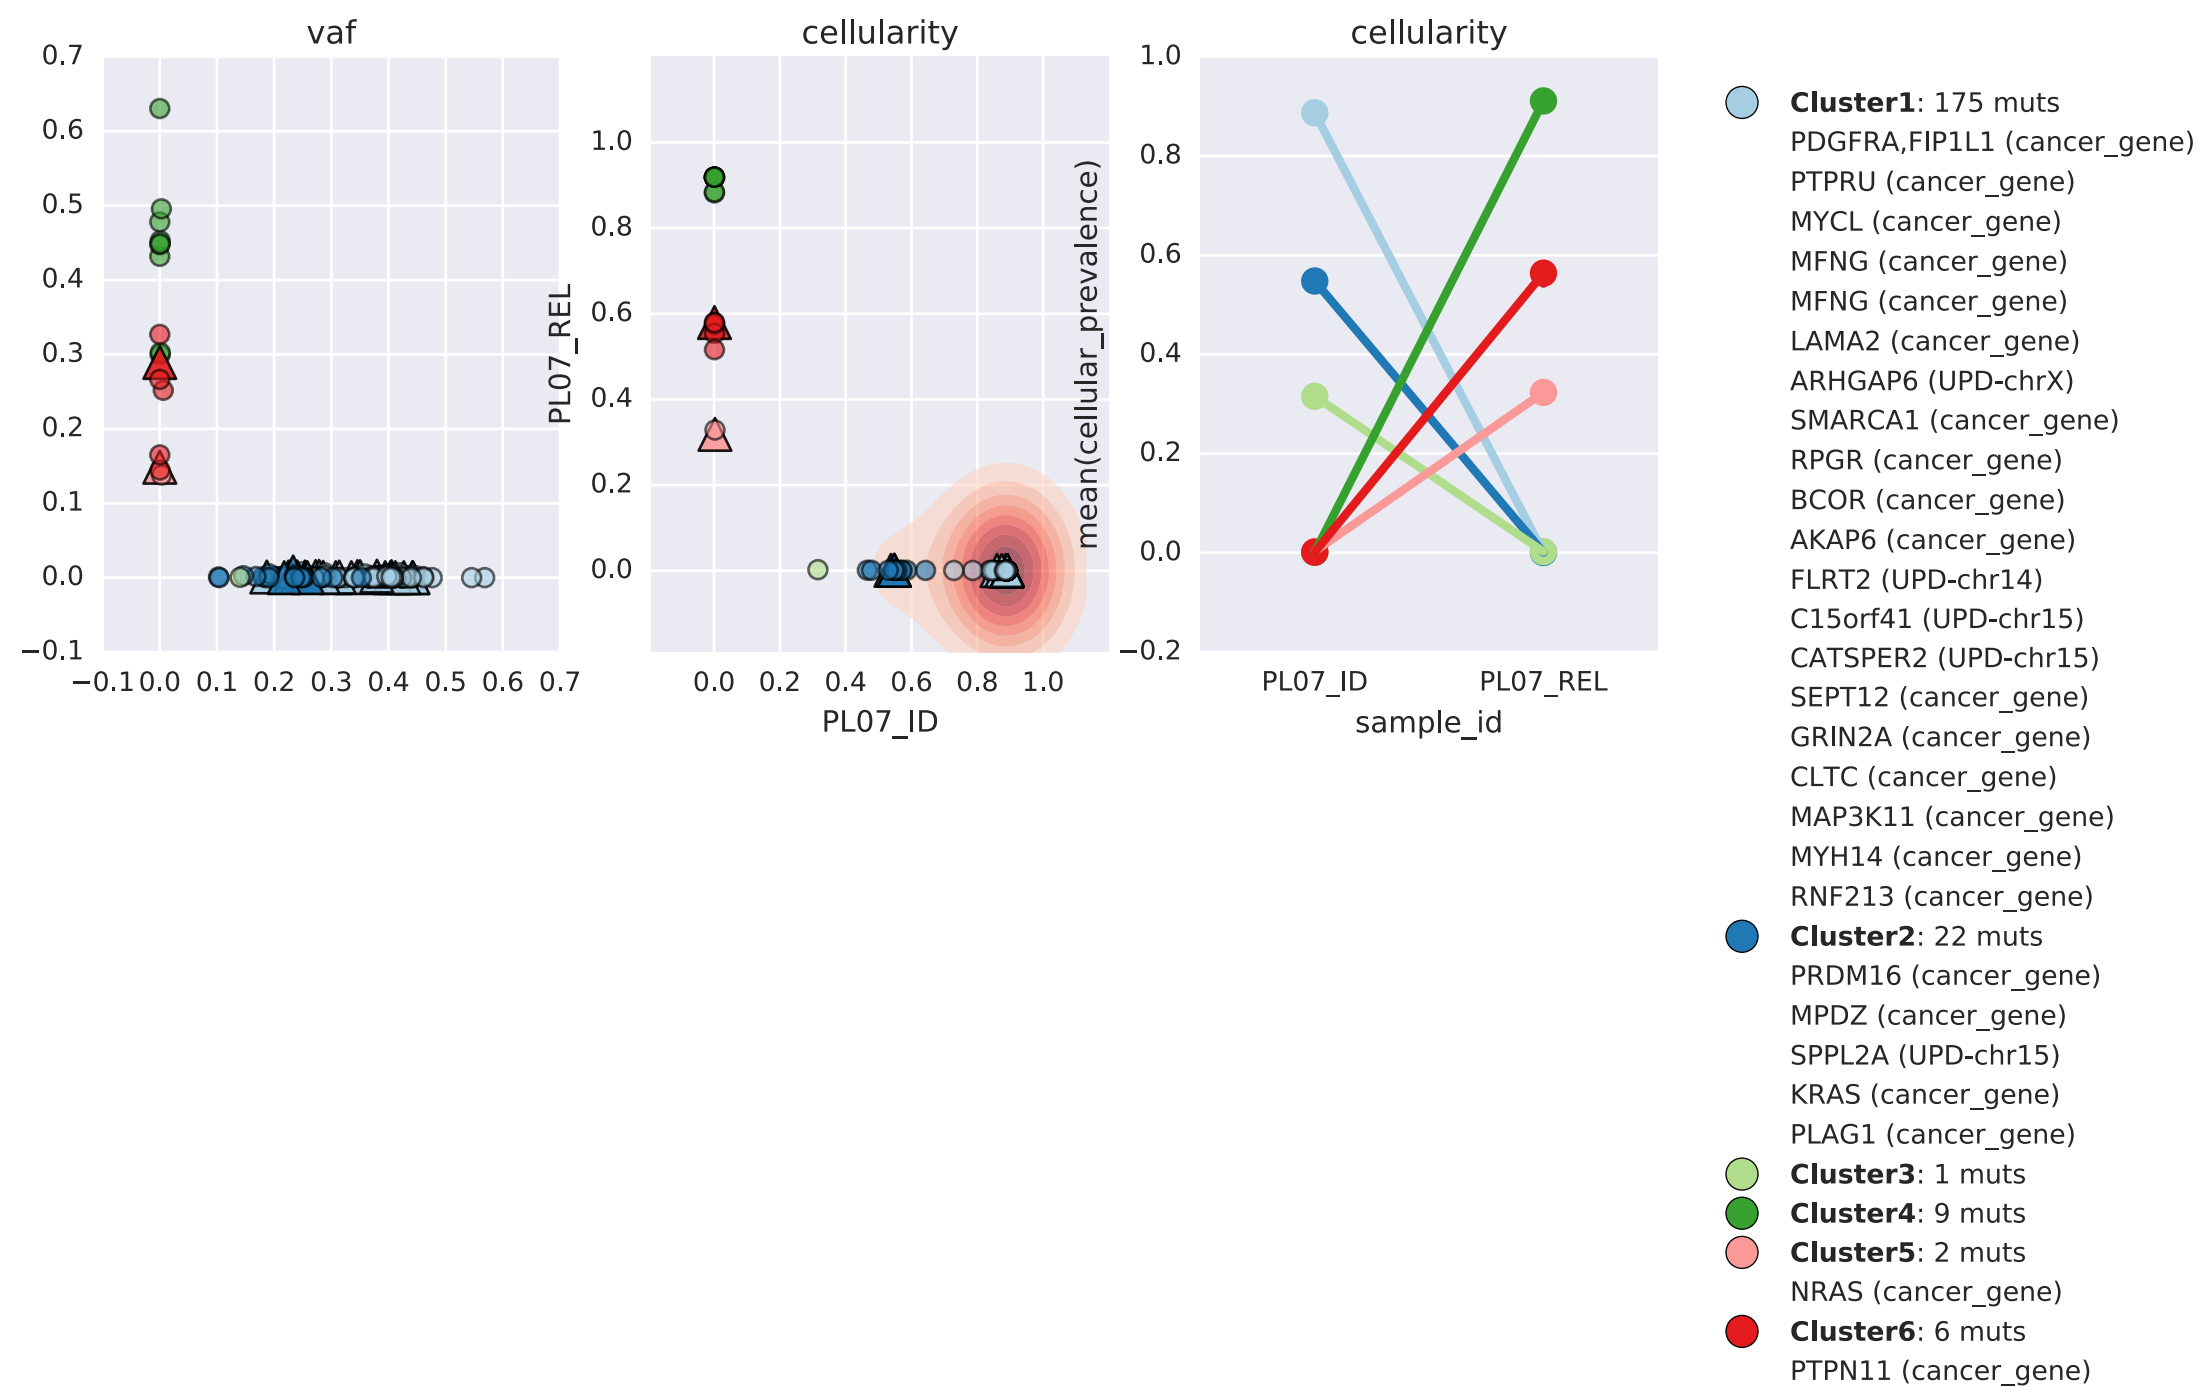 vaf
0.7
0.6
0.5
0.4
0.3
0.2
0.1
0.0
−0.1
−0.1 0.0 0.1 0.2 0.3 0.4 0.5 0.6 0.7
cellularity
PL07_REL
1.0
0.8
0.6
0.4
0.2
0.0
0.0 0.2 0.4 0.6 0.8 1.0
PL07_ID
cellularity
mean(cellular_prevalence)
1.0
0.8
0.6
0.4
0.2
0.0
−0.2
PL07_ID PL07_REL
sample_id
Cluster1: 175 muts
PDGFRA,FIP1L1 (cancer_gene)
PTPRU (cancer_gene)
MYCL (cancer_gene)
MFNG (cancer_gene)
MFNG (cancer_gene)
LAMA2 (cancer_gene)
ARHGAP6 (UPD-chrX)
SMARCA1 (cancer_gene)
RPGR (cancer_gene)
BCOR (cancer_gene)
AKAP6 (cancer_gene)
FLRT2 (UPD-chr14)
C15orf41 (UPD-chr15)
CATSPER2 (UPD-chr15)
SEPT12 (cancer_gene)
GRIN2A (cancer_gene)
CLTC (cancer_gene)
MAP3K11 (cancer_gene)
MYH14 (cancer_gene)
RNF213 (cancer_gene)
Cluster2: 22 muts
PRDM16 (cancer_gene)
MPDZ (cancer_gene)
SPPL2A (UPD-chr15)
KRAS (cancer_gene)
PLAG1 (cancer_gene)
Cluster3: 1 muts
Cluster4: 9 muts
Cluster5: 2 muts
NRAS (cancer_gene)
Cluster6: 6 muts
PTPN11 (cancer_gene)